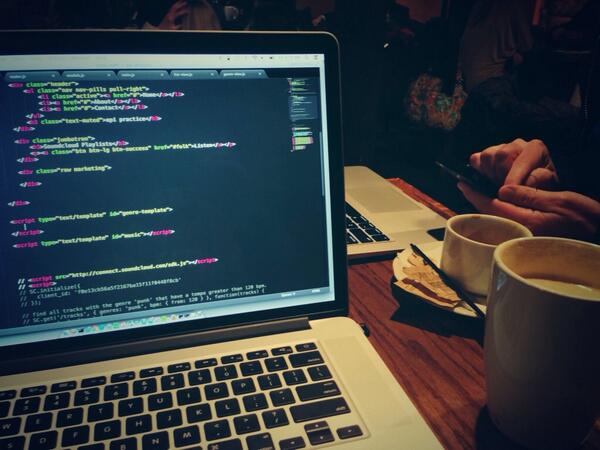 <div class="header">
<ul class="nav nav-pills pull-right">
<li class="active"><a href="#">Home</a></li>
<li><a href="#">About</a></li>
<li><a href="#">Contact</a></li>
</ul>
<h3 class="text-muted">api practice</h3>
</div>
<div class="jumbotron">
<h1>Soundcloud Playlists</h1>
<p><a class="btn btn-lg btn-success" href="#folk">Listen</a></p>
</div>
<div class="row marketing">
</div>
</div>
<script type="text/template" id="genre-template">
</script>
<script type="text/template" id="music"></script>
// <script src="http://connect.soundcloud.com/sdk.js"></script>
// <script>
// SC.initialize({
// client_id:
// });
// find all tracks with the genre 'punk' that have a tempo greater than 120 bpm.
// SC.get('/tracks', { genres: 'punk', bpm: { from: 120 } }, function(tracks) {